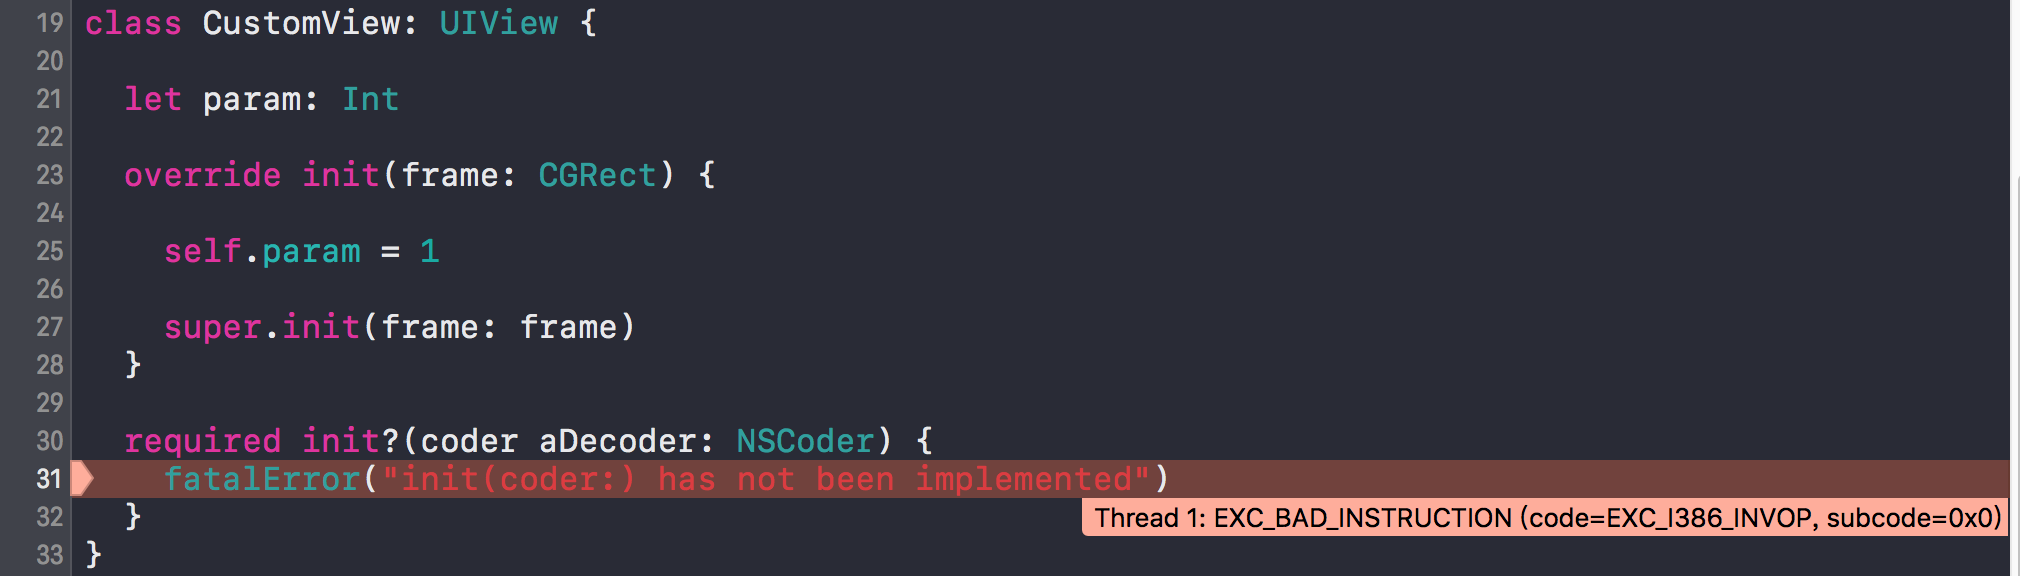 19 class CustomView: UIView {
20
21 let param: Int
22
23 override init(frame: CGRect) {
24
25 self.param = 1
26
27 super.init(frame: frame)
28 }
29
30 required init?(coder aDecoder: NSCoder) {
31 fatalError("init(coder:) has not been implemented")
32 }
Thread 1: EXC_BAD_INSTRUCTION (code=EXC_I386_INVOP, subcode=0x0)
33 }